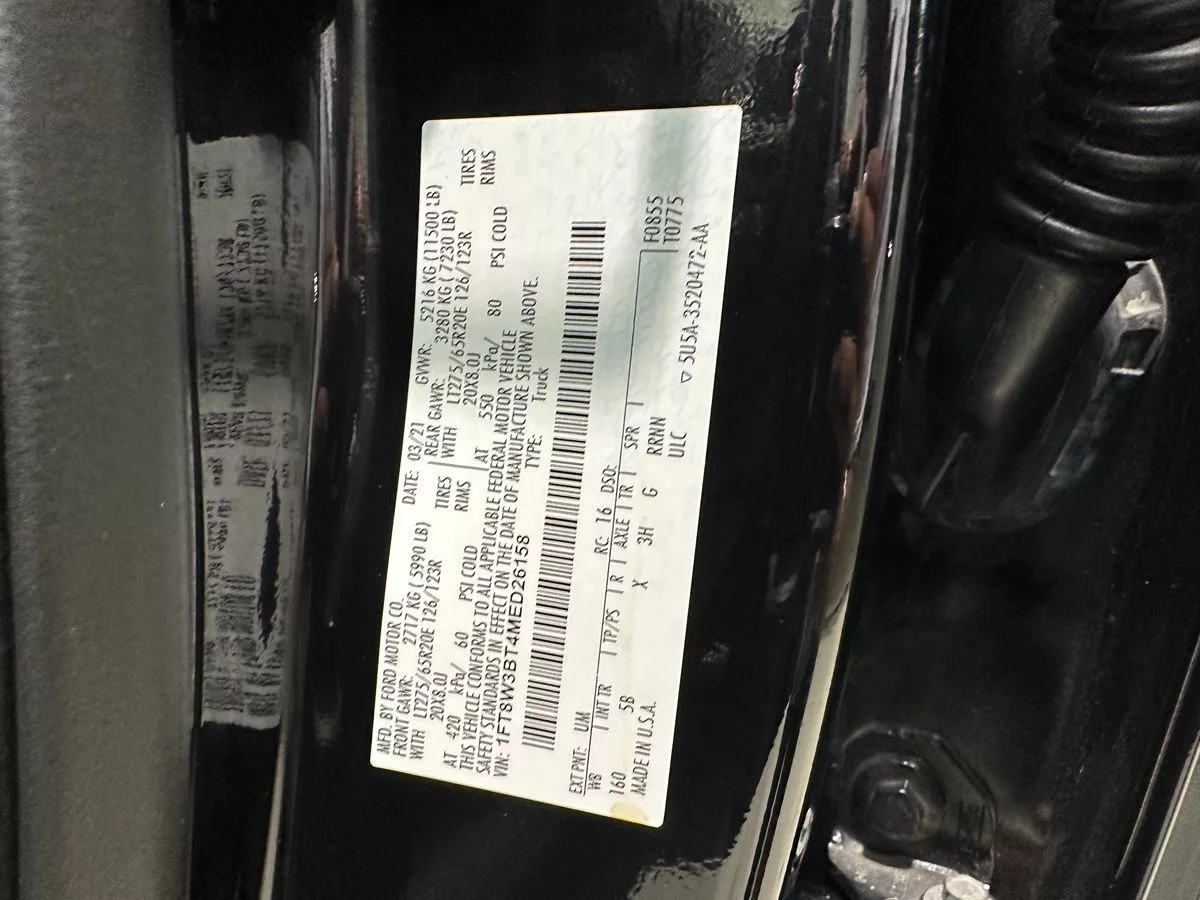 MFD. BY FORD MOTOR CO.
DATE: 03/21 GVWR: 5216 KG (11500 LB)
FRONT GAWR: 2717 KG ( 5990 LB) REAR GAWR: 3280 KG ( 7230 LB)
WITH LT275/65R20E 126/123R TIRES WITH LT275/65R20E 126/123R TIRES
20X8.0J RIMS 20X8.0J RIMS
AT 420 kPa/ 60 PSI COLD AT 550 kPa/ 80 PSI COLD
THIS VEHICLE CONFORMS TO ALL APPLICABLE FEDERAL MOTOR VEHICLE
SAFETY STANDARDS IN EFFECT ON THE DATE OF MANUFACTURE SHOWN ABOVE.
VIN: 1FT8W3BT4MED26158 TYPE: Truck
EXT PNT: UM RC: 16 DSO:
WB INT TR TP/PS R AXLE TR SPR F0855
160 5B X 3H G RRNN T0775
MADE IN U.S.A. ULC
▽ 5U5A-3520472-AA